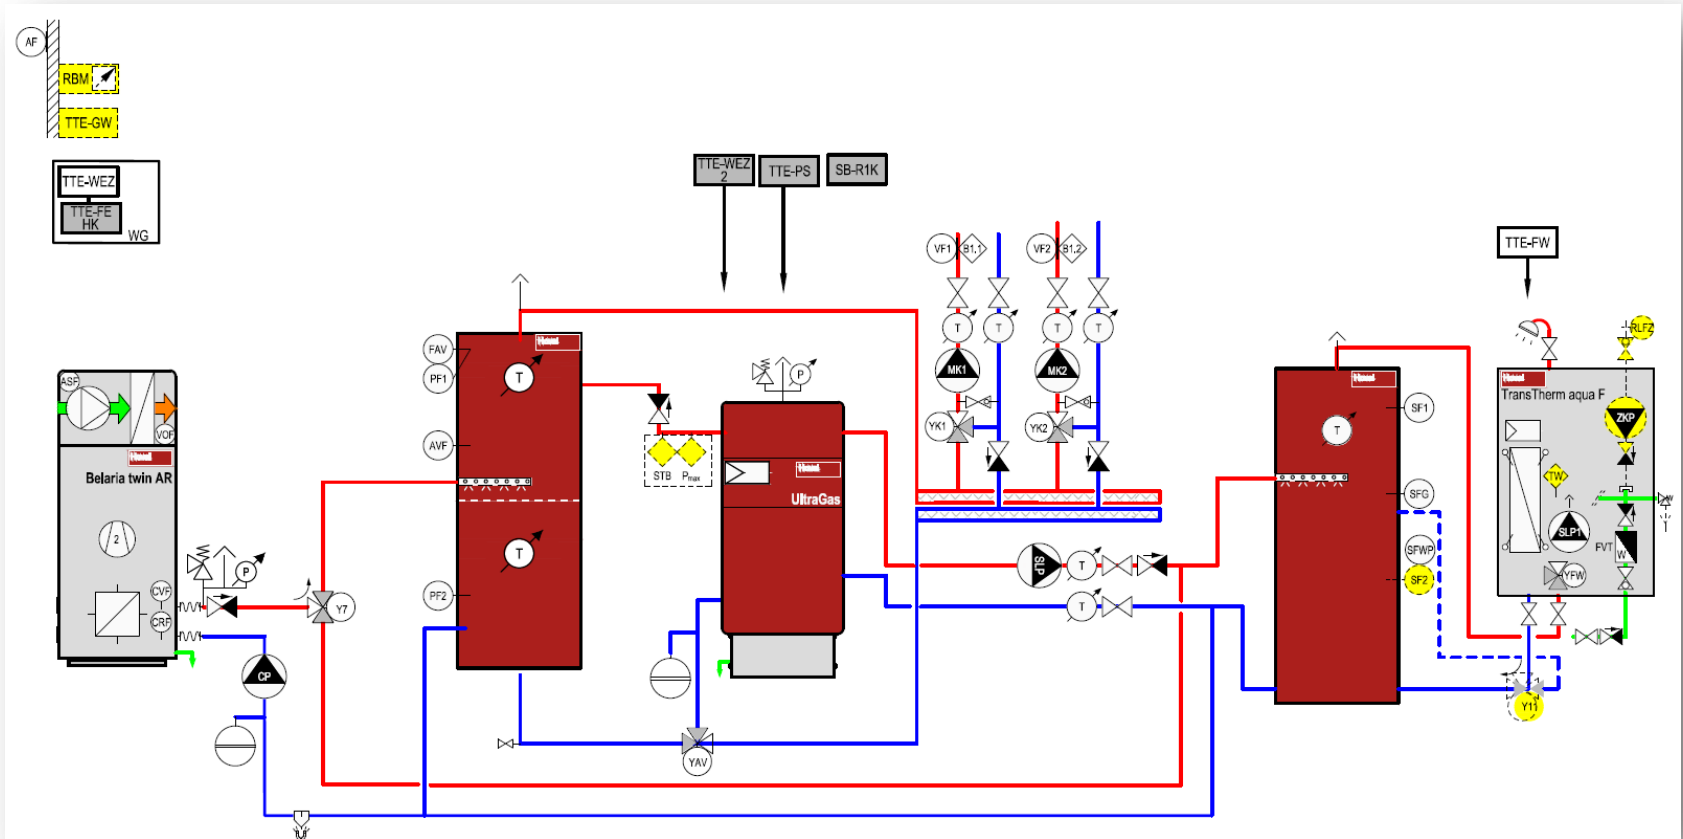 AF
RBM
TTE-GW
TTE-WEZ
TTE-FE
HK
WG
TTE-WEZ
2
TTE-PS
SB-R1K
VF1
B1.1
VF2
B1.2
TTE-FW
T
T
T
T
RLFZ
FAV
PF1
T
P
MK1
MK2
ASF
VOF
Belaria twin AR
AVF
YK1
YK2
STB
Pmax
UltraGas
T
SF1
SFG
SFWP
SF2
TransTherm aqua F
ZKP
TW
SLP1
FVT
W
YFW
2
P
CVF
CRF
Y7
T
PF2
SLP
T
T
CP
YAV
Y11